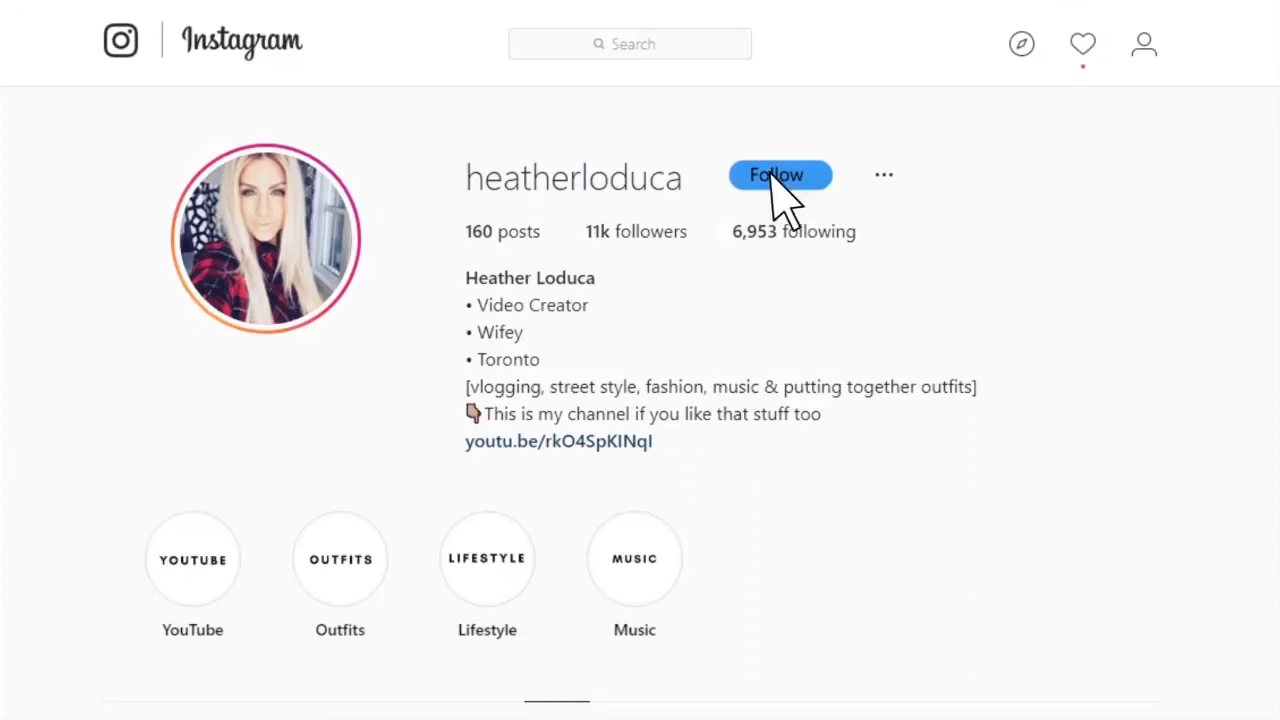 Instagram
Search
heatherloduca
Follow
...
160 posts 11k followers 6,953 following
Heather Loduca
• Video Creator
• Wifey
• Toronto
[vlogging, street style, fashion, music & putting together outfits]
👇🏽This is my channel if you like that stuff too
youtu.be/rkO4SpKINqI
YOUTUBE OUTFITS LIFESTYLE MUSIC
YouTube Outfits Lifestyle Music